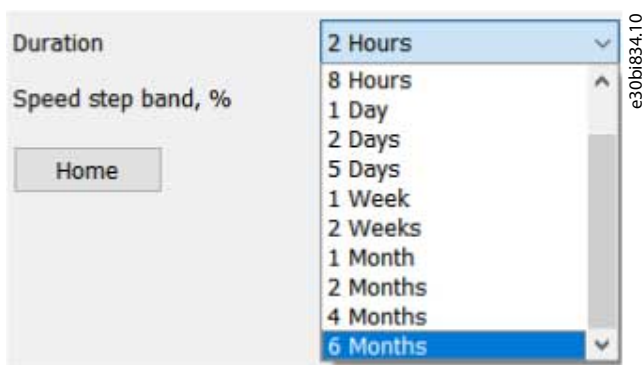 Duration
2 Hours
Speed step band, %
8 Hours
1 Day
2 Days
5 Days
1 Week
2 Weeks
1 Month
2 Months
4 Months
6 Months
Home
e30bi834.10